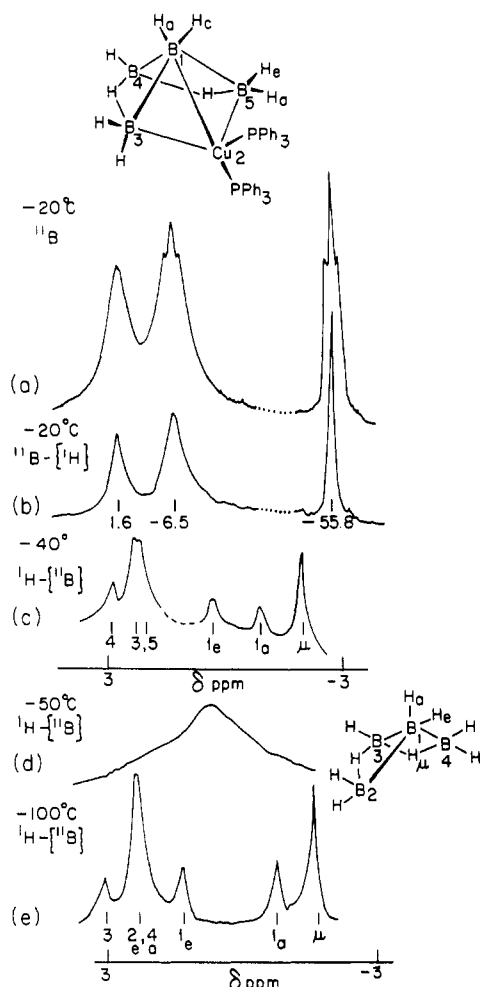 Ha Hc
B1
H B4
H H B5 He
Ha
H B3
H
Cu2 PPh3
PPh3
-20°C
11B
(a)
-20°C
11B-{1H}
(b)
1.6 -6.5 -55.8
-40°
1H-{11B}
(c)
4 3,5 1e 1a μ
3 δ ppm -3
-50°C
1H-{11B}
(d)
Ha
He
H B3 B1 B4 H
H Hμ H
H B2
H
-100°C
1H-{11B}
(e)
3 2,4 1e 1a μ
e a
3 δ ppm -3